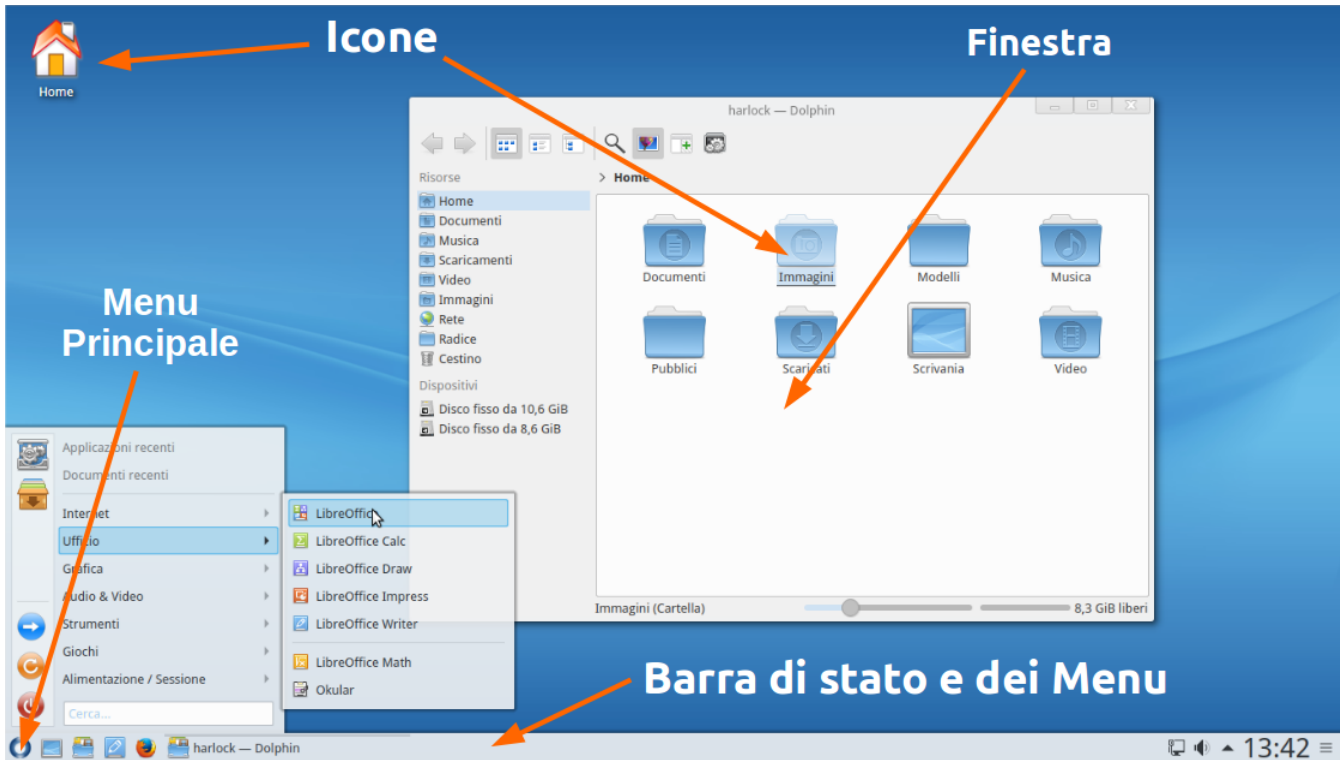 Icone
Finestra
Home
harlock — Dolphin
Risorse
> Home
Home
Documenti
Musica
Scaricamenti
Video
Immagini
Rete
Radice
Cestino
Dispositivi
Disco fisso da 10,6 GiB
Disco fisso da 8,6 GiB
Documenti
Immagini
Modelli
Musica
Pubblici
Scaricati
Scrivania
Video
Immagini (Cartella)
8,3 GiB liberi
Menu
Principale
Applicazioni recenti
Documenti recenti
Internet
Ufficio
Grafica
Audio & Video
Strumenti
Giochi
Alimentazione / Sessione
Cerca...
LibreOffice
LibreOffice Calc
LibreOffice Draw
LibreOffice Impress
LibreOffice Writer
LibreOffice Math
Okular
Barra di stato e dei Menu
harlock — Dolphin
13:42